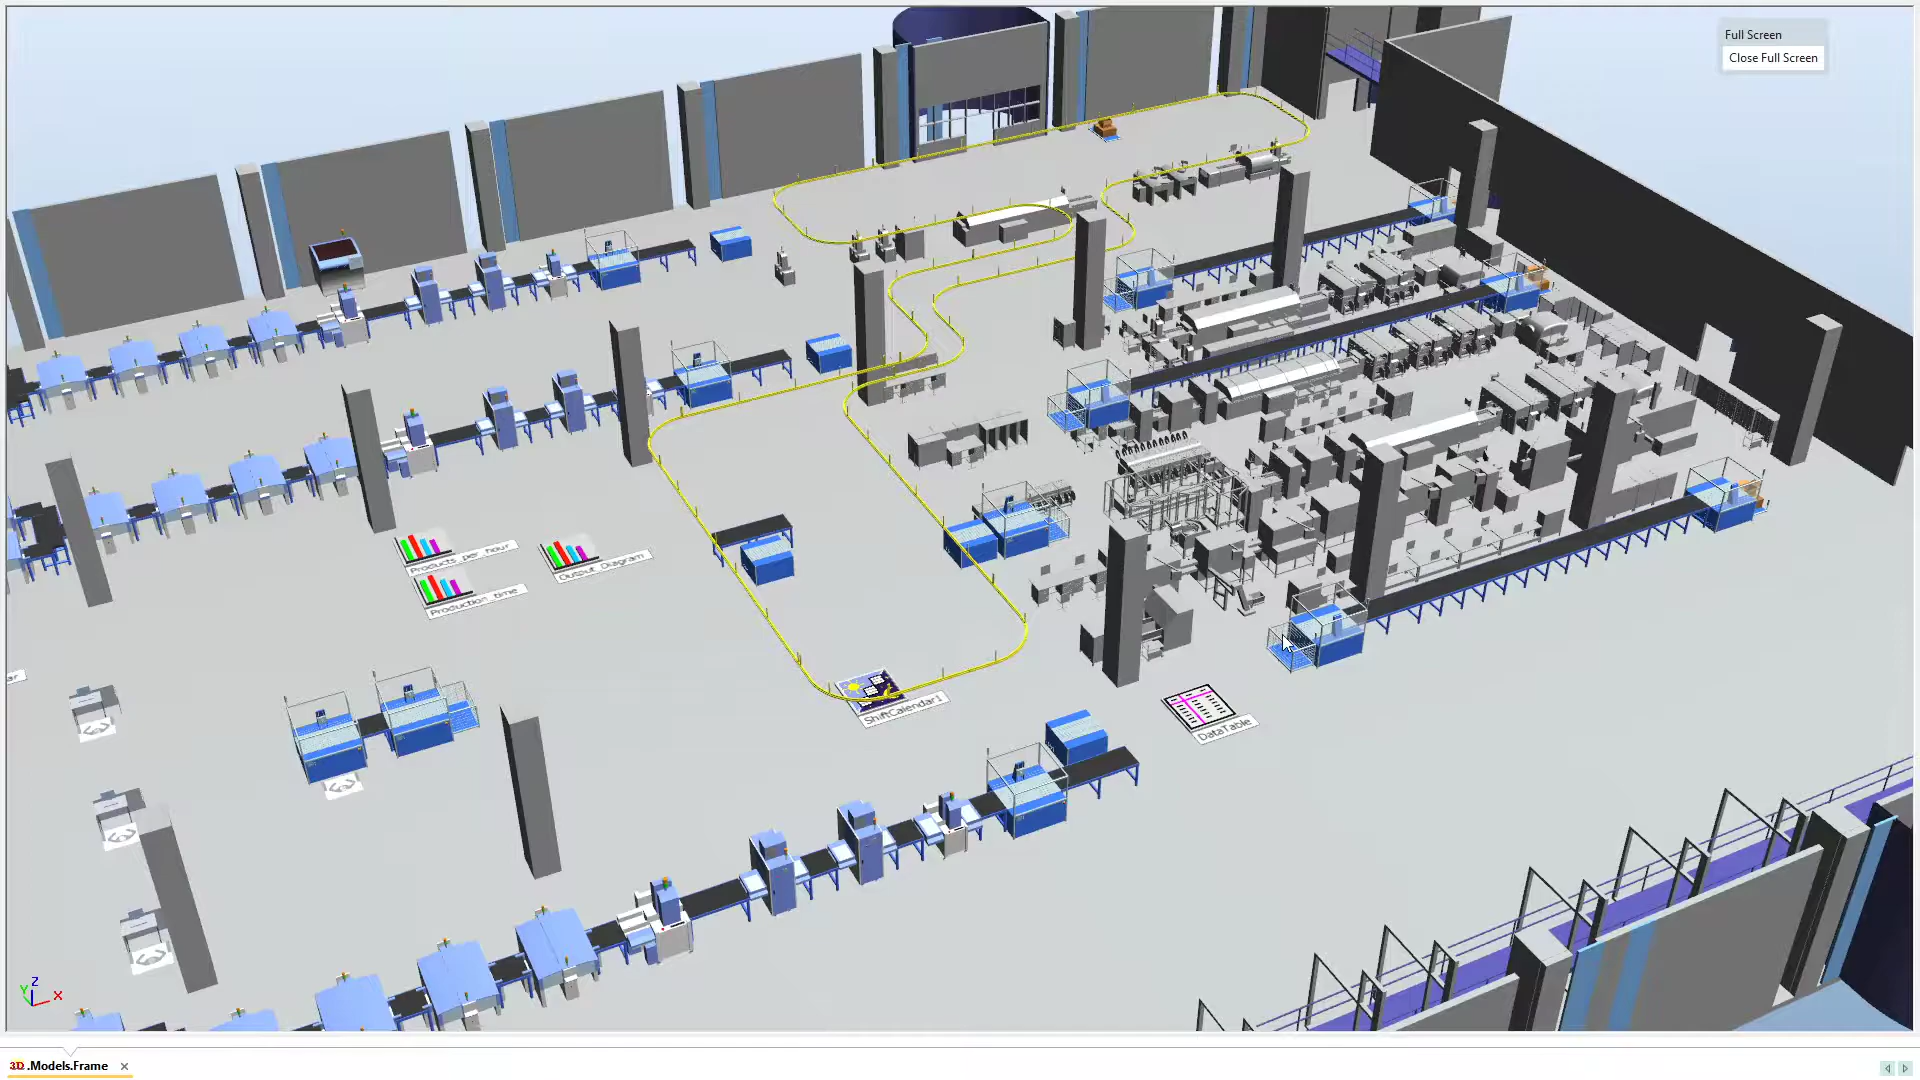 Full Screen
Close Full Screen
Products per hour
Output Diagram
Production time
ShiftCalendar1
DataTable
Z
Y
X
3D .Models.Frame